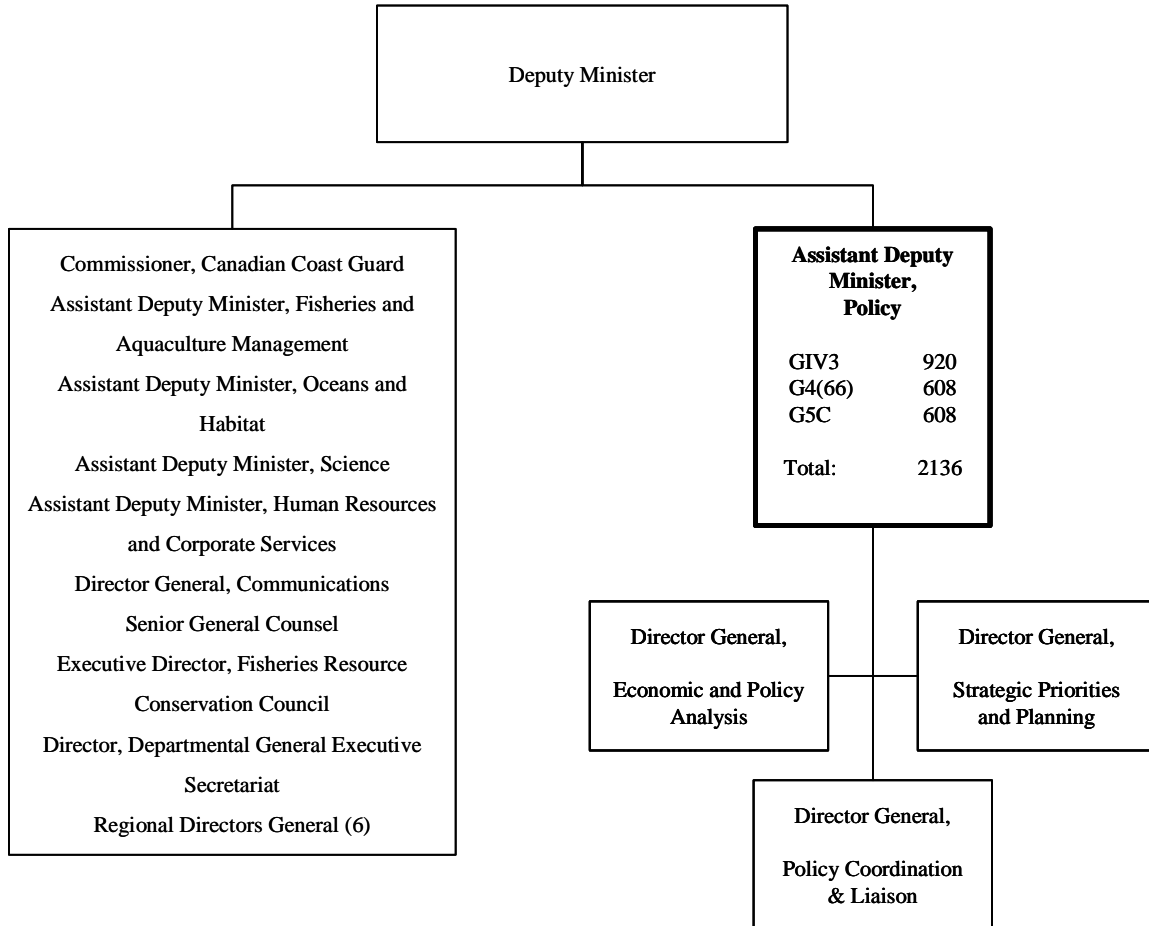 Deputy Minister
Commissioner, Canadian Coast Guard
Assistant Deputy Minister, Fisheries and
Aquaculture Management
Assistant Deputy Minister, Oceans and
Habitat
Assistant Deputy Minister, Science
Assistant Deputy Minister, Human Resources
and Corporate Services
Director General, Communications
Senior General Counsel
Executive Director, Fisheries Resource
Conservation Council
Director, Departmental General Executive
Secretariat
Regional Directors General (6)
Assistant Deputy
Minister,
Policy
GIV3 920
G4(66) 608
G5C 608
Total: 2136
Director General,
Economic and Policy
Analysis
Director General,
Strategic Priorities
and Planning
Director General,
Policy Coordination
& Liaison